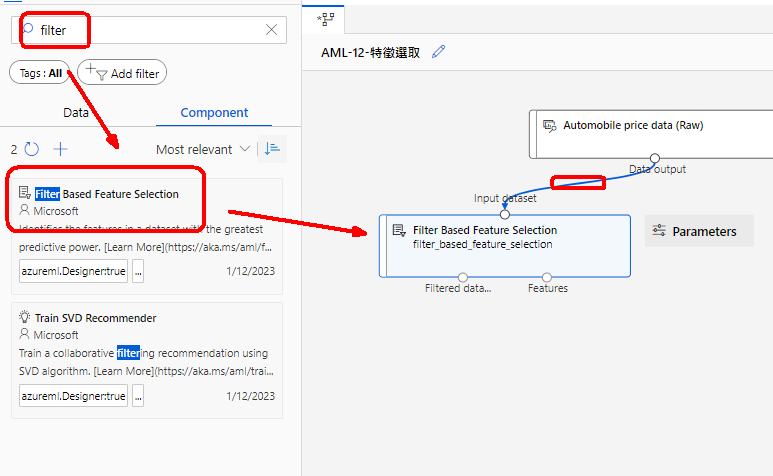 filter
Tags : All
Add filter
Data
Component
2
Most relevant
Filter Based Feature Selection
Microsoft
Identifies the features in a dataset with the greatest
predictive power. [Learn More](https://aka.ms/aml/f...
azureml.Designer:true
...
1/12/2023
Train SVD Recommender
Microsoft
Train a collaborative filtering recommendation using
SVD algorithm. [Learn More](https://aka.ms/aml/trai...
azureml.Designer:true
...
1/12/2023
*
AML-12-特徵選取
Automobile price data (Raw)
Data output
Input dataset
Filter Based Feature Selection
filter_based_feature_selection
Parameters
Filtered data...
Features